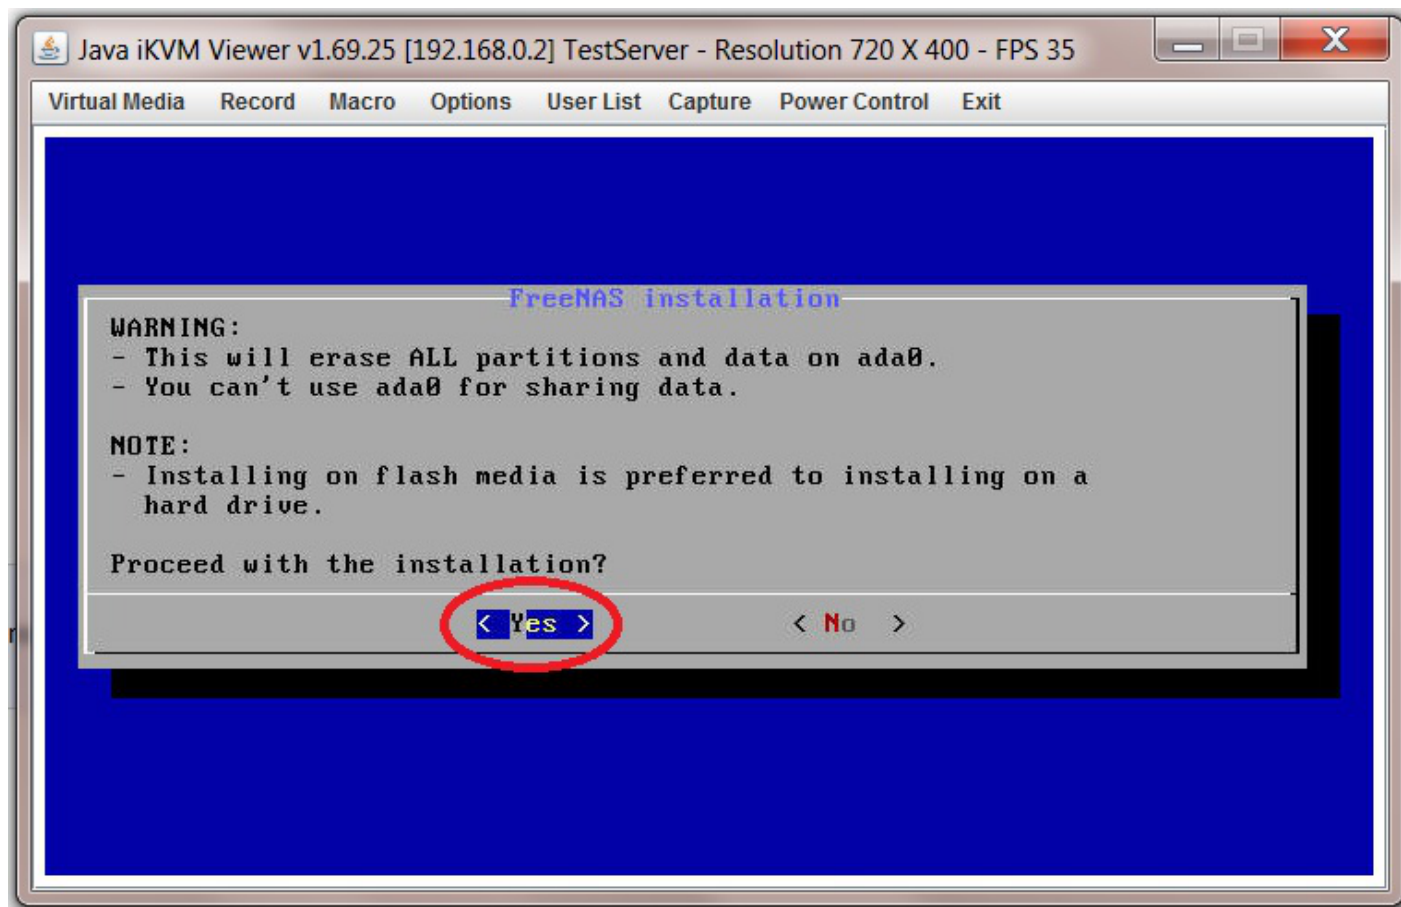 Java iKVM Viewer v1.69.25 [192.168.0.2] TestServer - Resolution 720 X 400 - FPS 35
Virtual Media Record Macro Options User List Capture Power Control Exit
FreeNAS installation
WARNING:
- This will erase ALL partitions and data on ada0.
- You can't use ada0 for sharing data.
NOTE:
- Installing on flash media is preferred to installing on a
hard drive.
Proceed with the installation?
< Yes > < No >